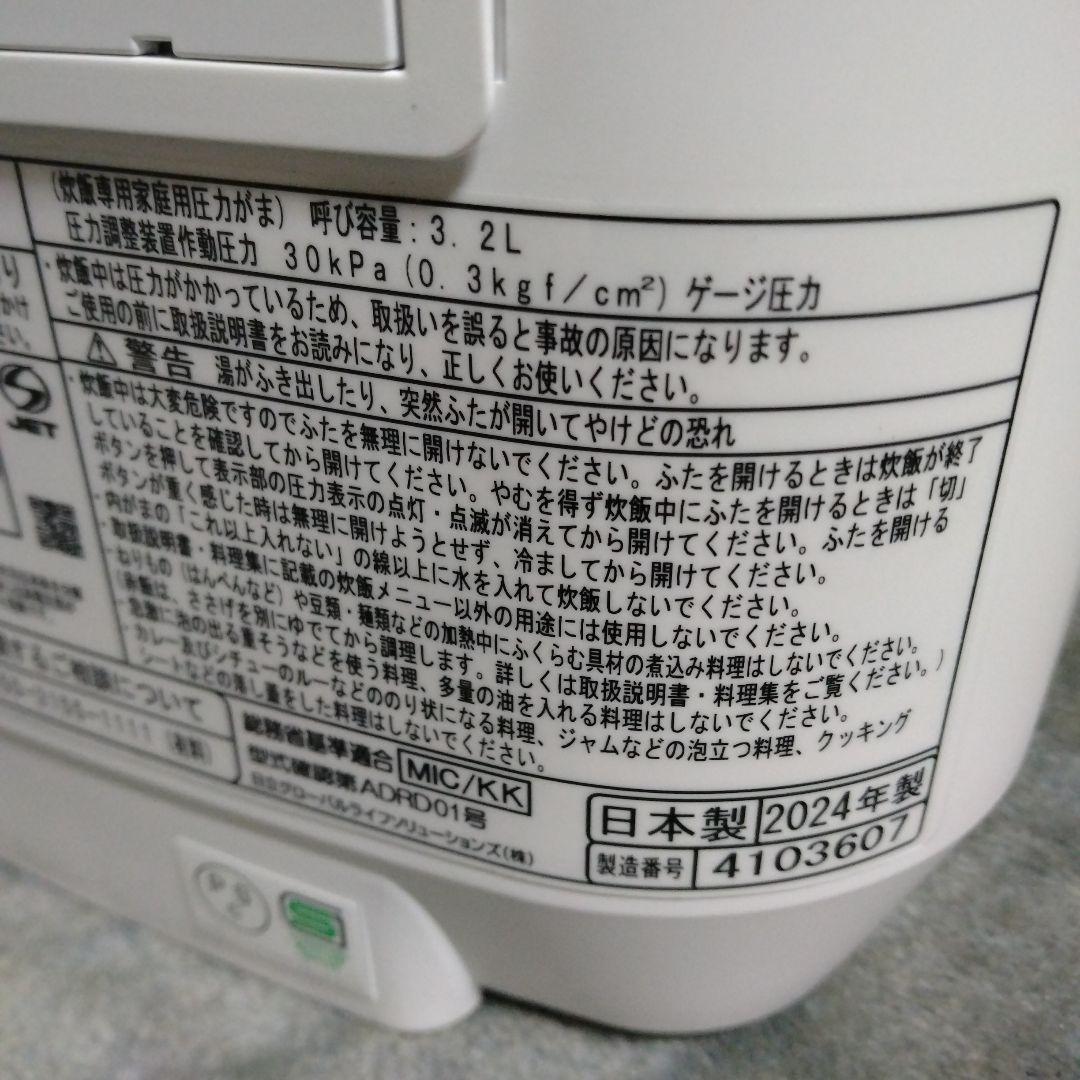 (炊飯専用家庭用圧力がま) 呼び容量:3.2L
圧力調整装置作動圧力 30kPa(0.3kgf/cm²)ゲージ圧力
・炊飯中は圧力がかかっているため、取扱いを誤ると事故の原因になります。
ご使用の前に取扱説明書をお読みになり、正しくお使いください。
警告 湯がふき出したり、突然ふたが開いてやけどの恐れ
・炊飯中は大変危険ですのでふたを無理に開けないでください。ふたを開けるときは炊飯が終了
していることを確認してから開けてください。やむを得ず炊飯中にふたを開けるときは「切」
ボタンを押して表示部の圧力表示の点灯・点滅が消えてから開けてください。ふたを開ける
ボタンが重く感じた時は無理に開けようとせず、冷ましてから開けてください。
・内がまの「これ以上入れない」の線以上に水を入れて炊飯しないでください。
・取扱説明書・料理集に記載の炊飯メニュー以外の用途には使用しないでください。
・ねりもの(はんぺんなど)や豆類・麺類などの加熱中にふくらむ具材の煮込み料理はしないでください。
(赤飯は、ささげを別にゆでてから調理します。詳しくは取扱説明書・料理集をご覧ください。)
・急激に泡の出る重そうなどを使う料理、多量の油を入れる料理はしないでください。
カレー及びシチューのルーなどののり状になる料理、ジャムなどの泡立つ料理、クッキング
シートなどの落し蓋をした料理はしないでください。
り
かけ
さい。
JET
ご相談について
1111
総務省基準適合 MIC/KK
型式確認第ADRD01号
日立グローバルライフソリューションズ(株)
日本製 2024年製
製造番号 4103607
PSC
S